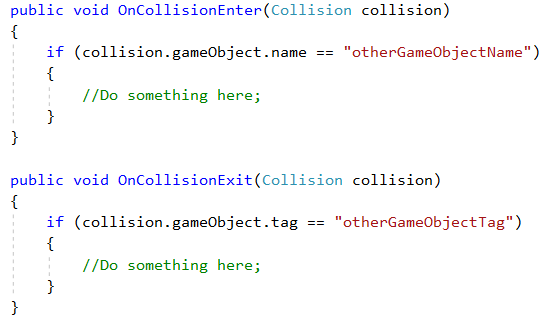 public void OnCollisionEnter(Collision collision)
{
    if (collision.gameObject.name == "otherGameObjectName")
    {
        //Do something here;
    }
}

public void OnCollisionExit(Collision collision)
{
    if (collision.gameObject.tag == "otherGameObjectTag")
    {
        //Do something here;
    }
}